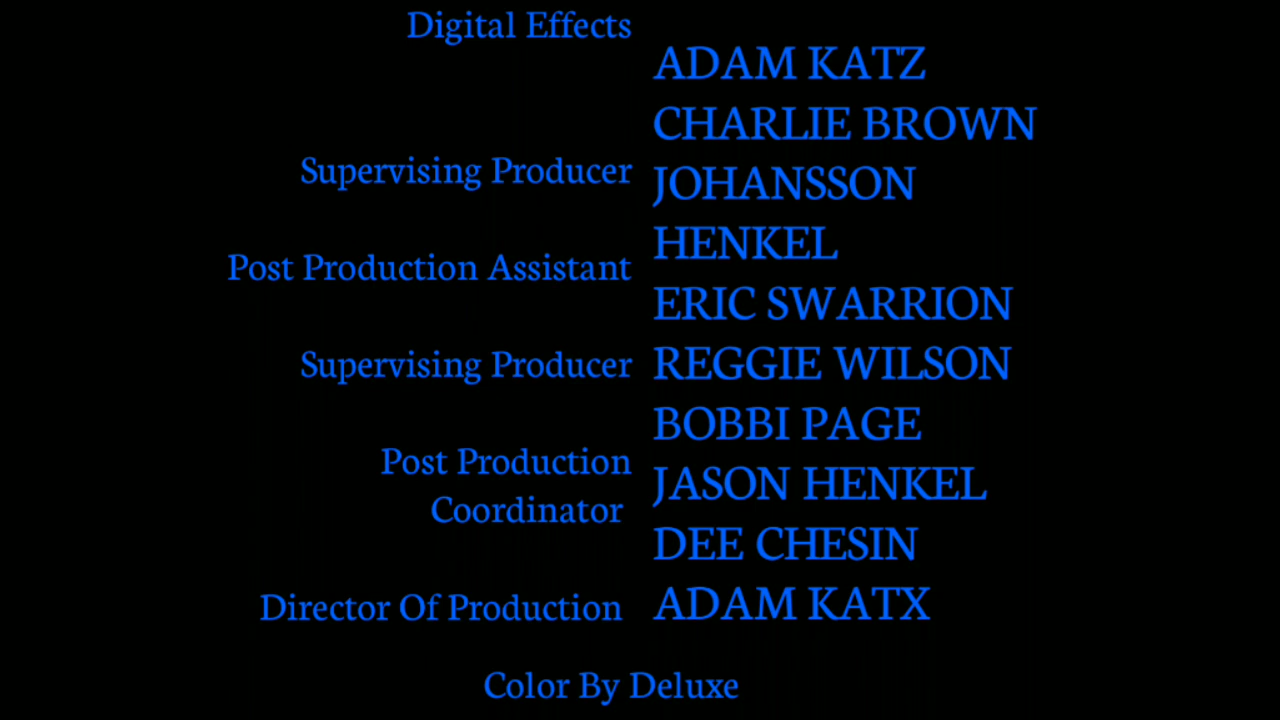 Digital Effects
ADAM KATZ
CHARLIE BROWN
Supervising Producer
JOHANSSON
HENKEL
Post Production Assistant
ERIC SWARRION
Supervising Producer
REGGIE WILSON
BOBBI PAGE
Post Production
Coordinator
JASON HENKEL
DEE CHESIN
Director Of Production
ADAM KATX
Color By Deluxe